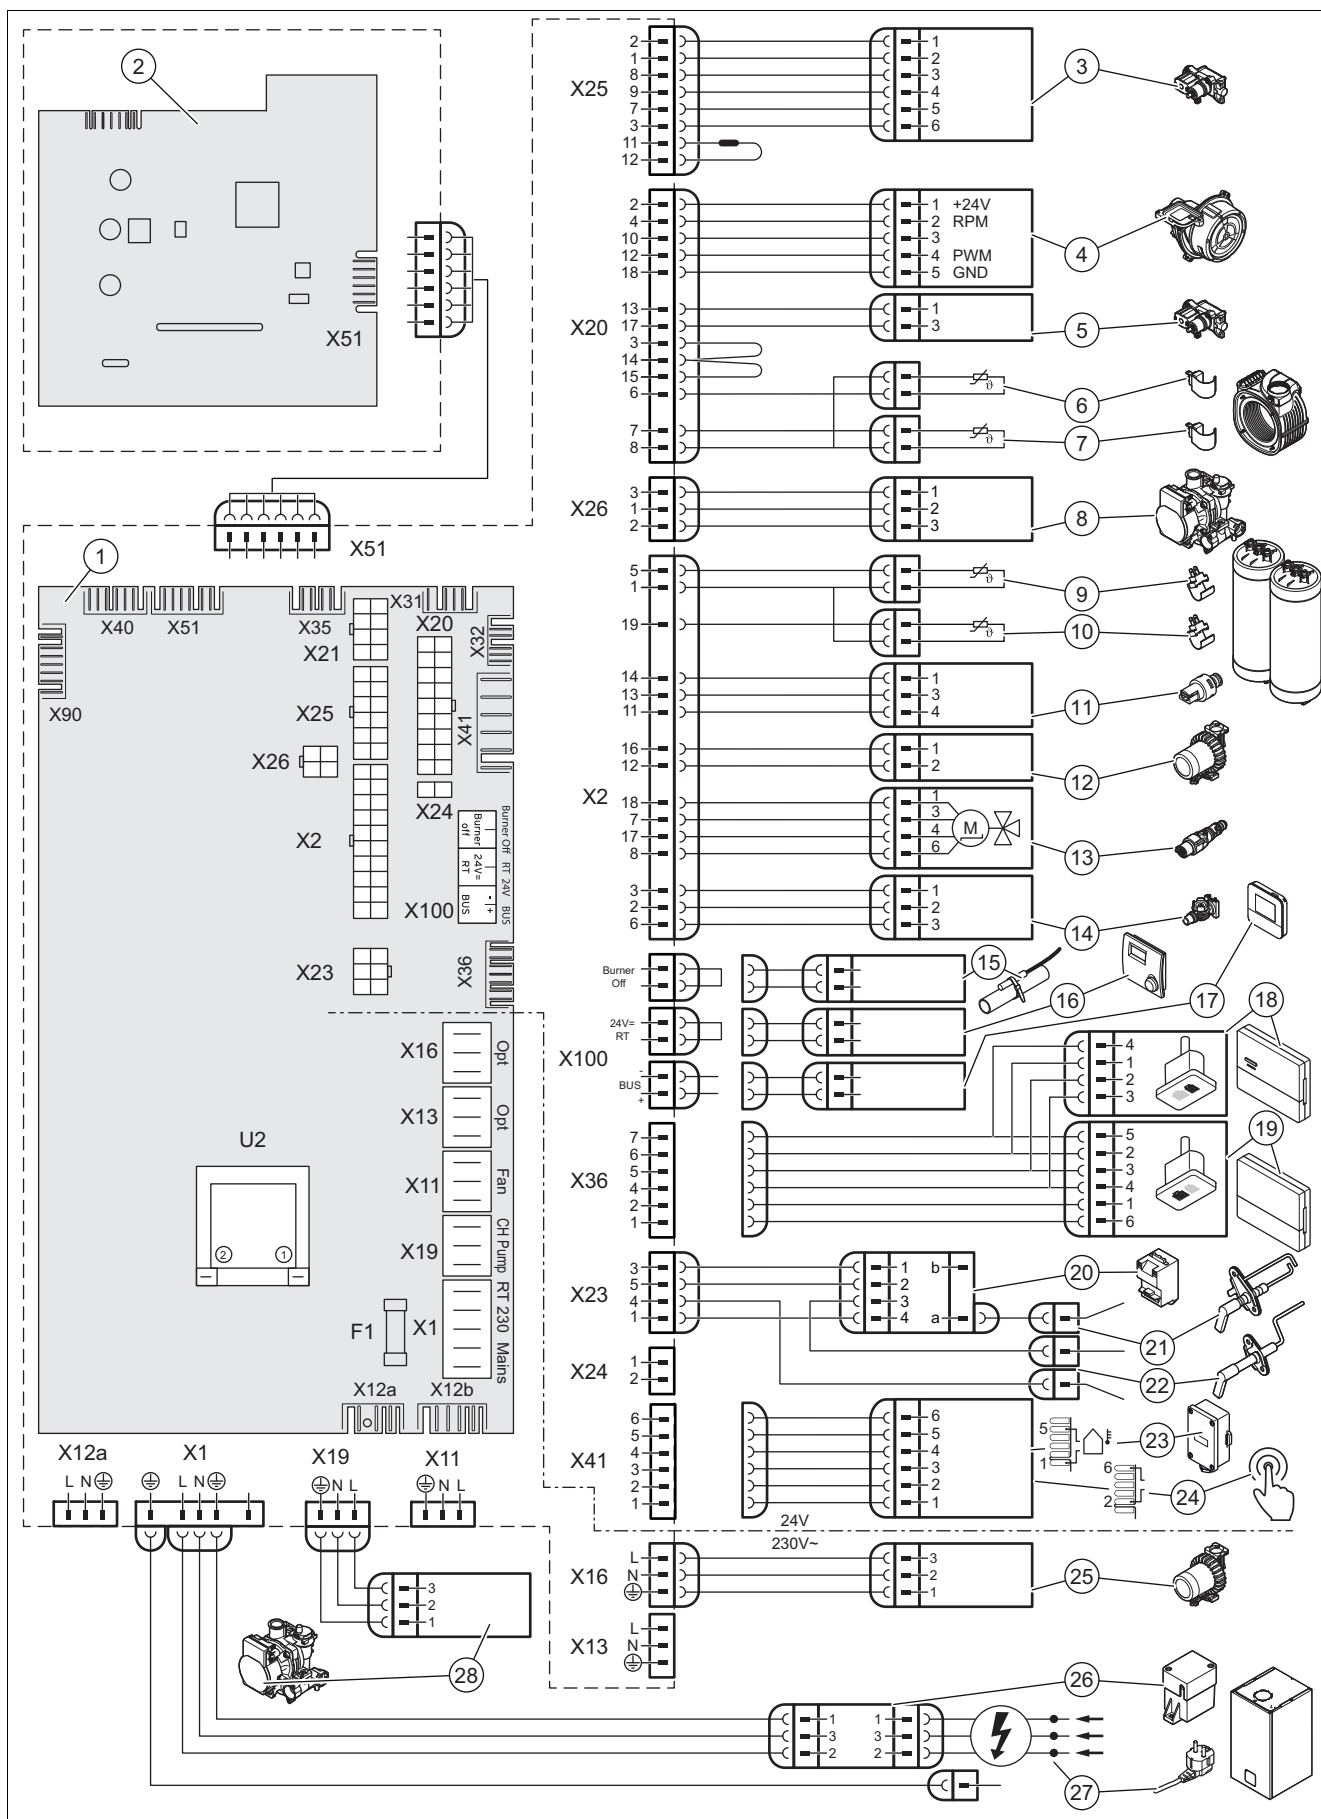 2
X51
X51
1
X40
X51
X35
X31
X21
X20
X32
X90
X25
X41
X26
X24
X2
Burner off
24V= RT
BUS
- +
Burner Off RT 24V BUS
X100
X23
X36
X16
Opt
X13
Opt
U2
X11
Fan
2
1
X19
CH Pump
F1
X1
RT 230 Mains
X12a
X12b
X12a
L N
X1
L N
X19
N L
X11
N L
3
2
1
28
X25
2 1
1 2
8 3
9 4
7 5
3 6
11
12
3
X20
2 1 +24V
4 2 RPM
10 3
12 4 PWM
18 5 GND
4
13 1
17 3
5
3
14
15
6
ϑ
6
7
8
ϑ
7
X26
3 1
1 2
2 3
8
X2
5
1
ϑ
9
19
ϑ
10
14 1
13 3
11 4
11
16 1
12 2
12
18 1
7 3
17 4
8 6
M
13
3 1
2 2
6 3
14
X100
Burner
Off
15
24V=
RT
16
-
BUS
+
17
18
4
1
2
3
X36
7
6
5
4
2
1
5
2
3
4
1
6
19
X23
3 1 b
5 2
4 3
1 4 a
20
21
22
X24
1
2
X41
6 6
5 5
4 4
3 3
2 2
1 1
5
1
23
6
2
24
24V
230V~
X16
L 3
N 2
1
25
X13
L
N
26
1 1
3 3
2 2
27